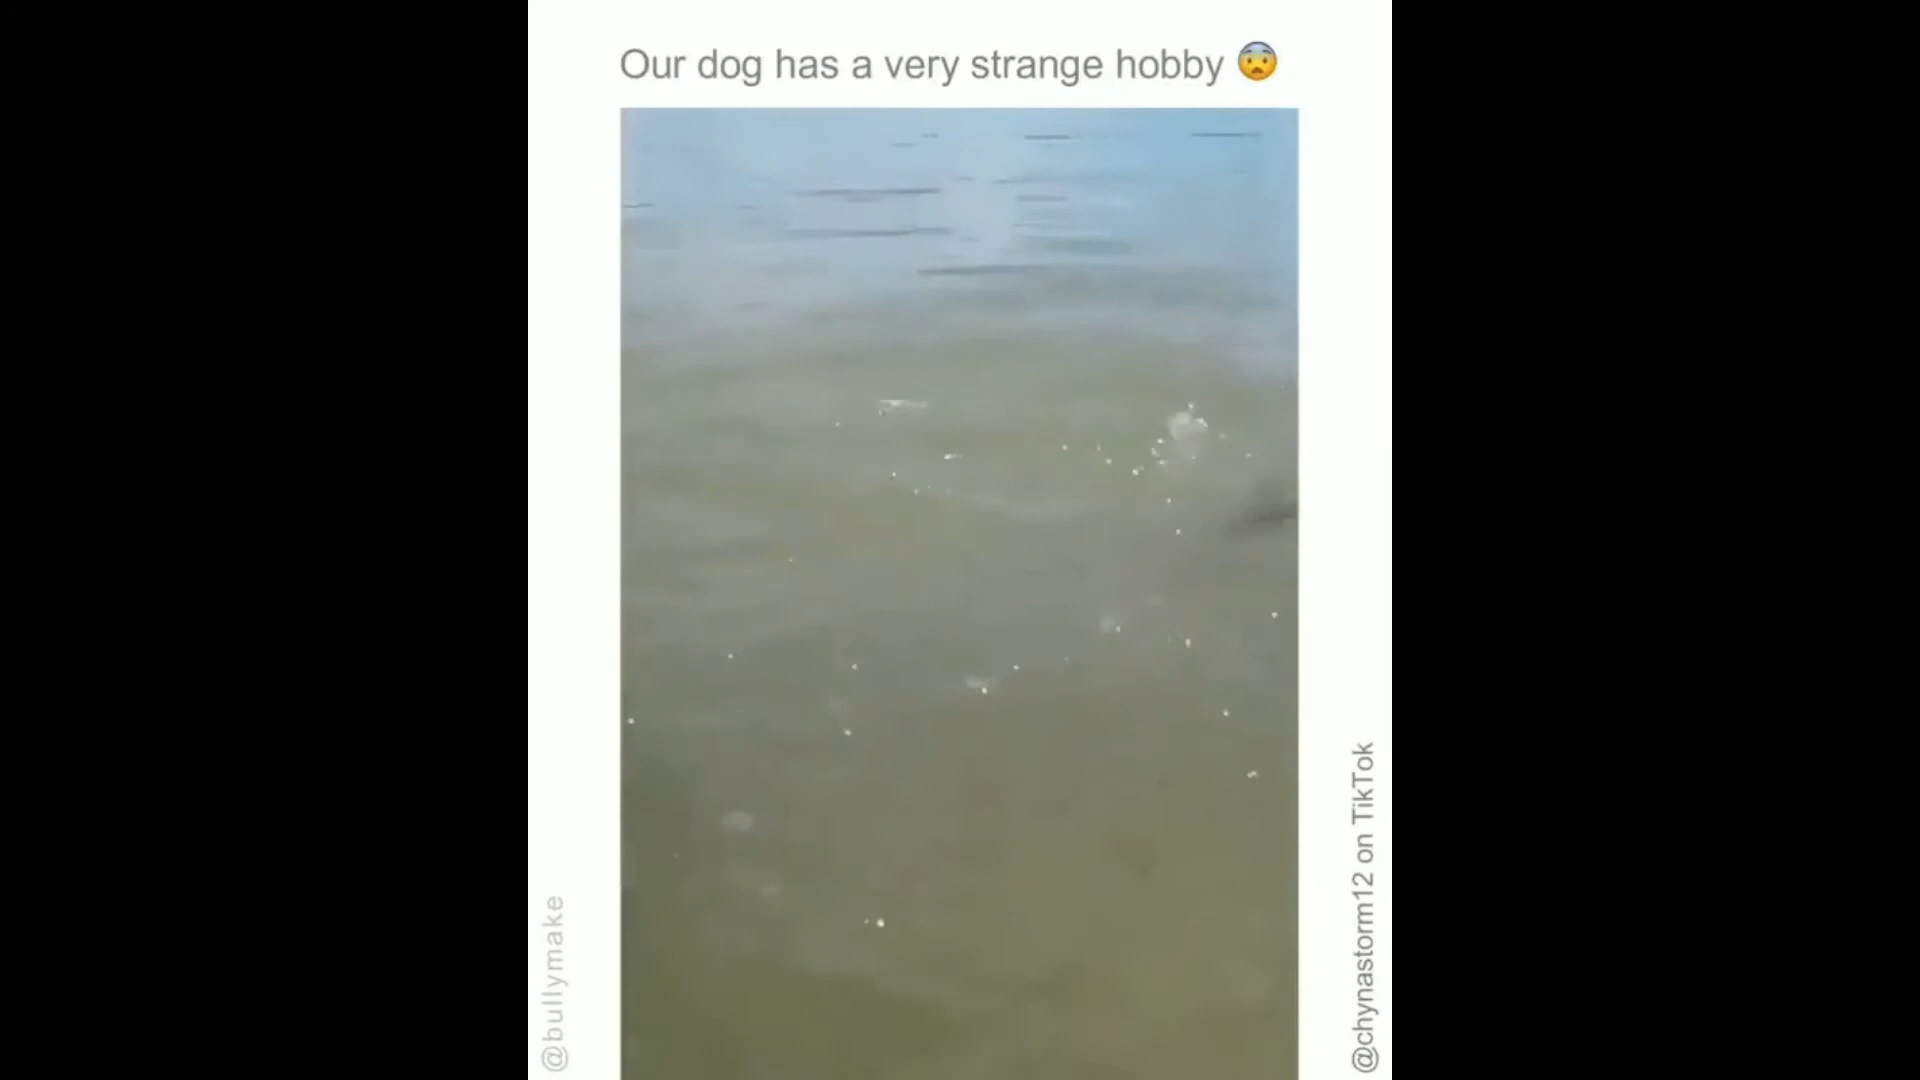 Our dog has a very strange hobby 😨
@bullymake
@chynastorm12 on TikTok